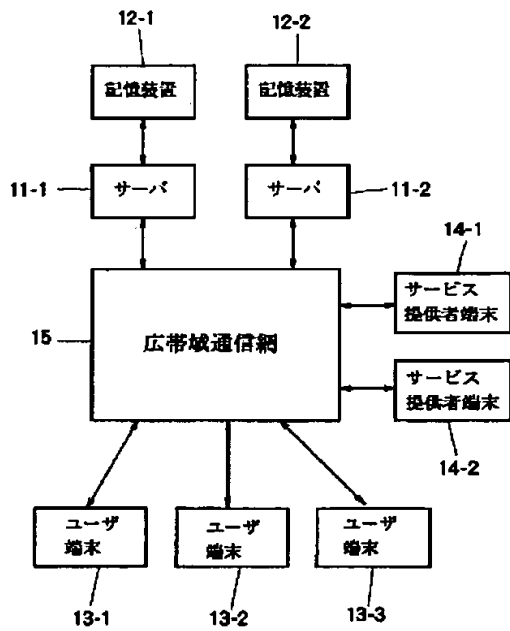 12-1
12-2
記憶装置
記憶装置
11-1
サーバ
サーバ
11-2
14-1
サービス
提供者端末
15
広帯域通信網
サービス
提供者端末
14-2
ユーザ
端末
ユーザ
端末
ユーザ
端末
13-1
13-2
13-3